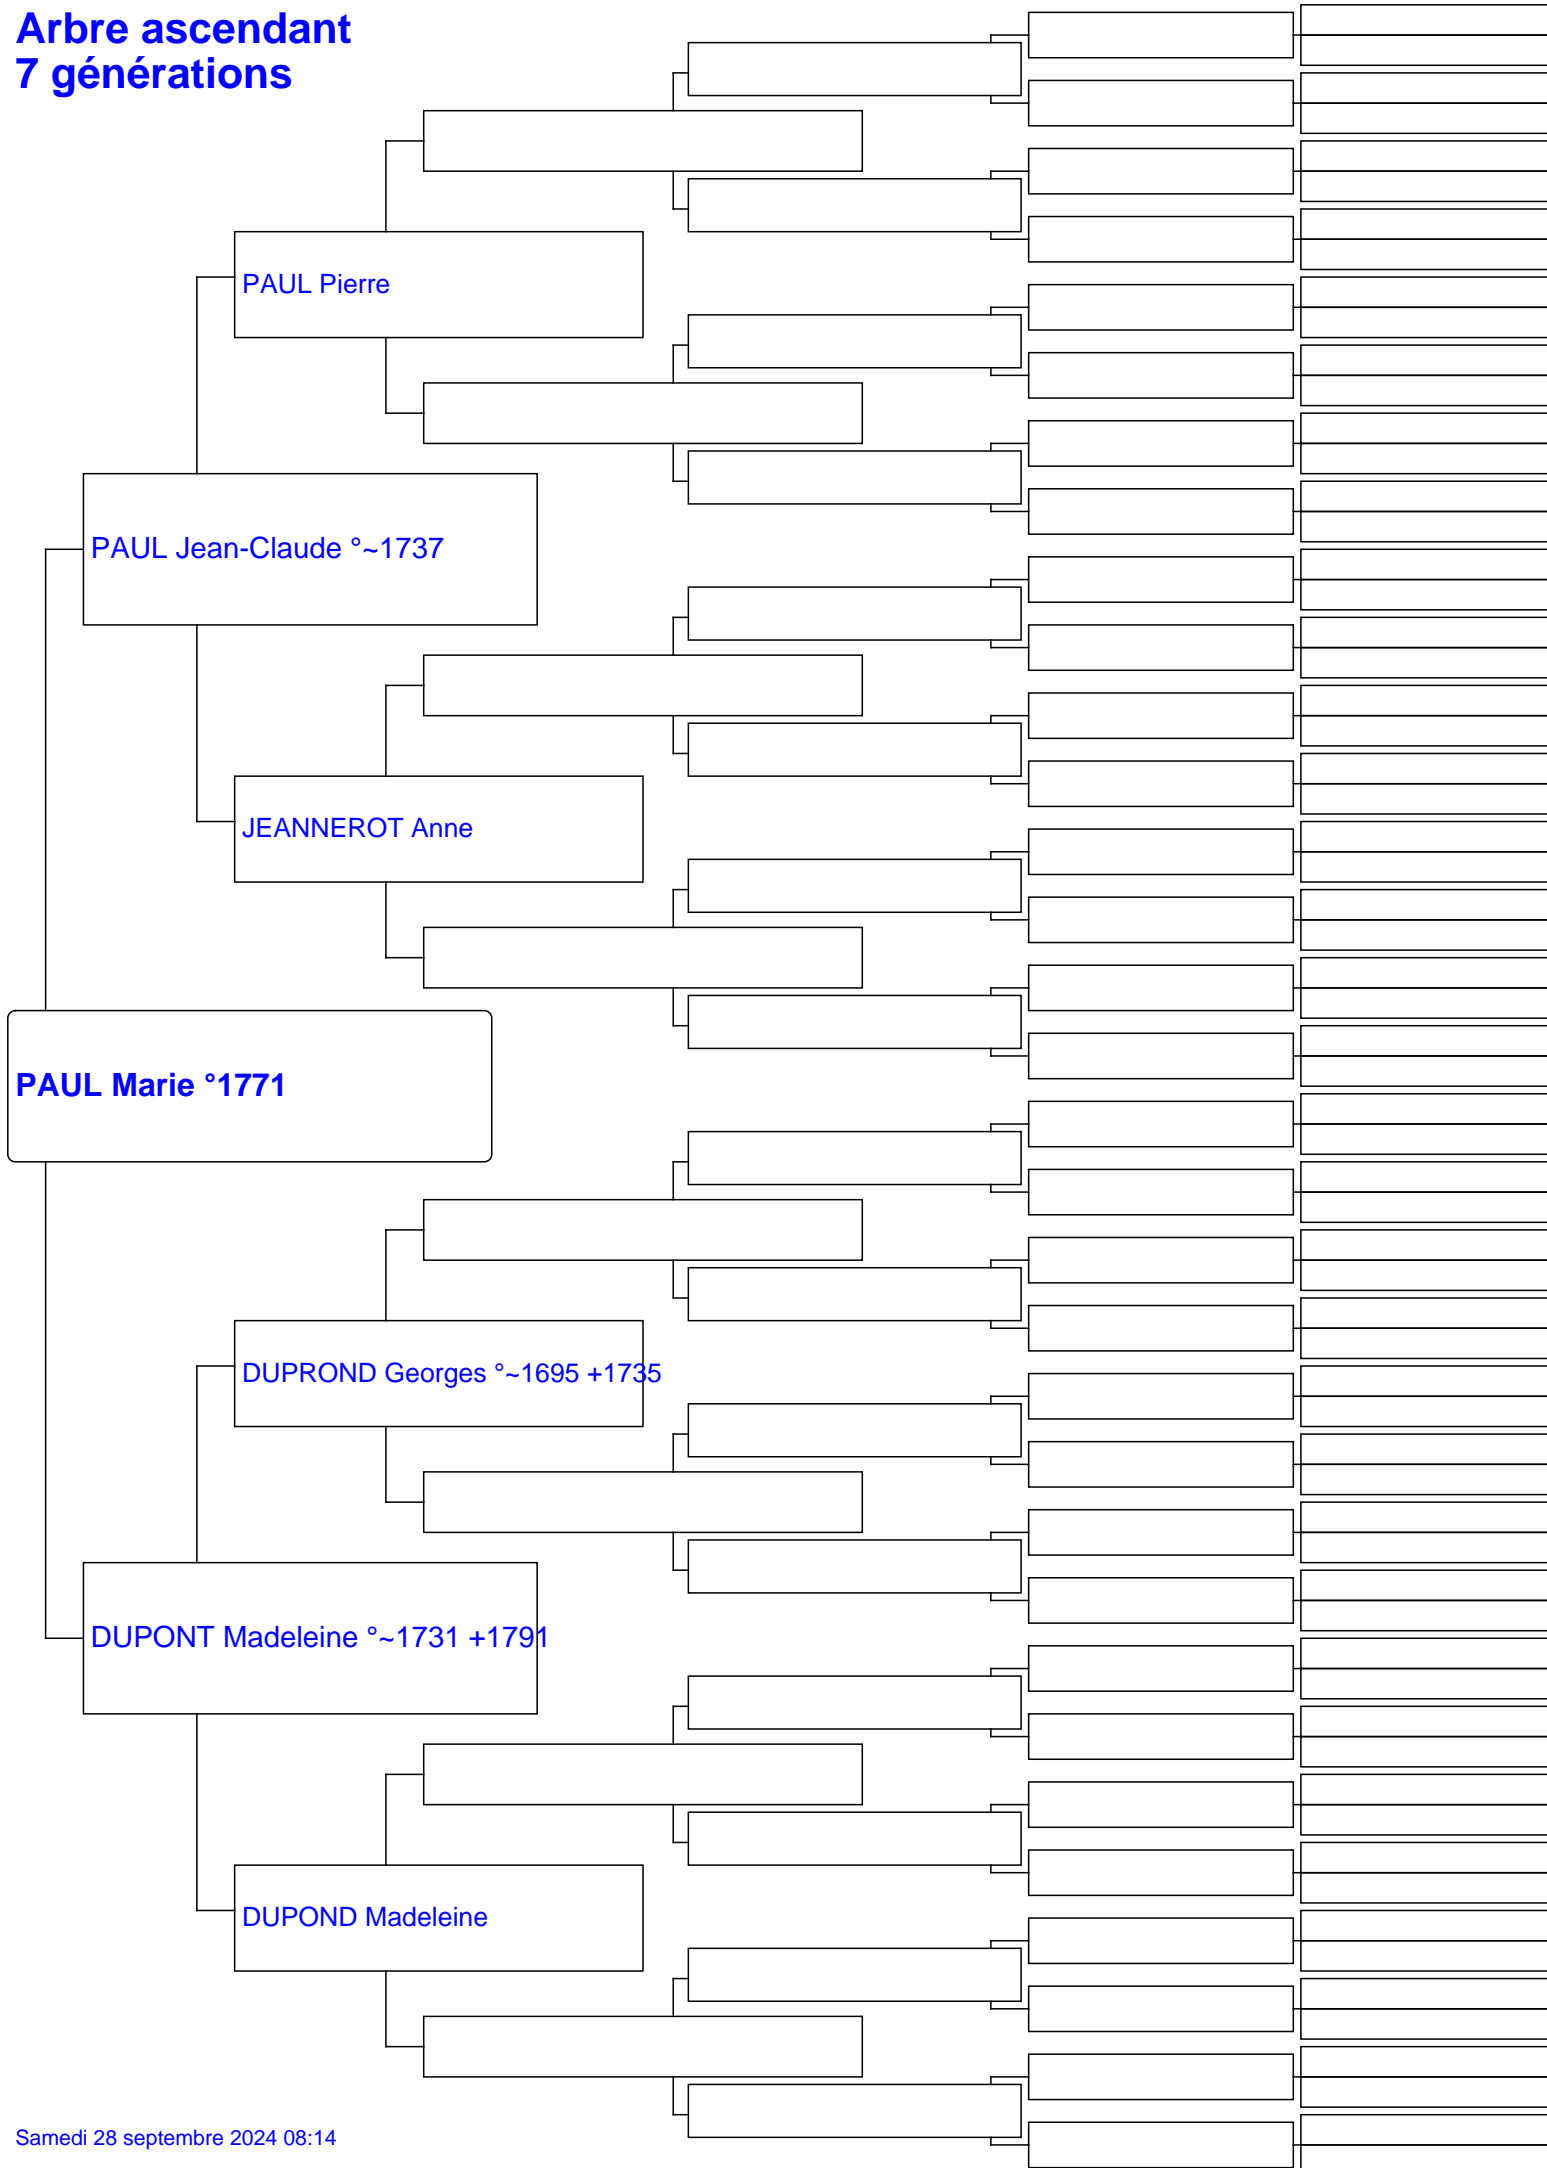 Arbre ascendant
7 générations
PAUL Pierre
PAUL Jean-Claude °~1737
JEANNEROT Anne
PAUL Marie °1771
DUPROND Georges °~1695 +1735
DUPONT Madeleine °~1731 +1791
DUPOND Madeleine
Samedi 28 septembre 2024 08:14